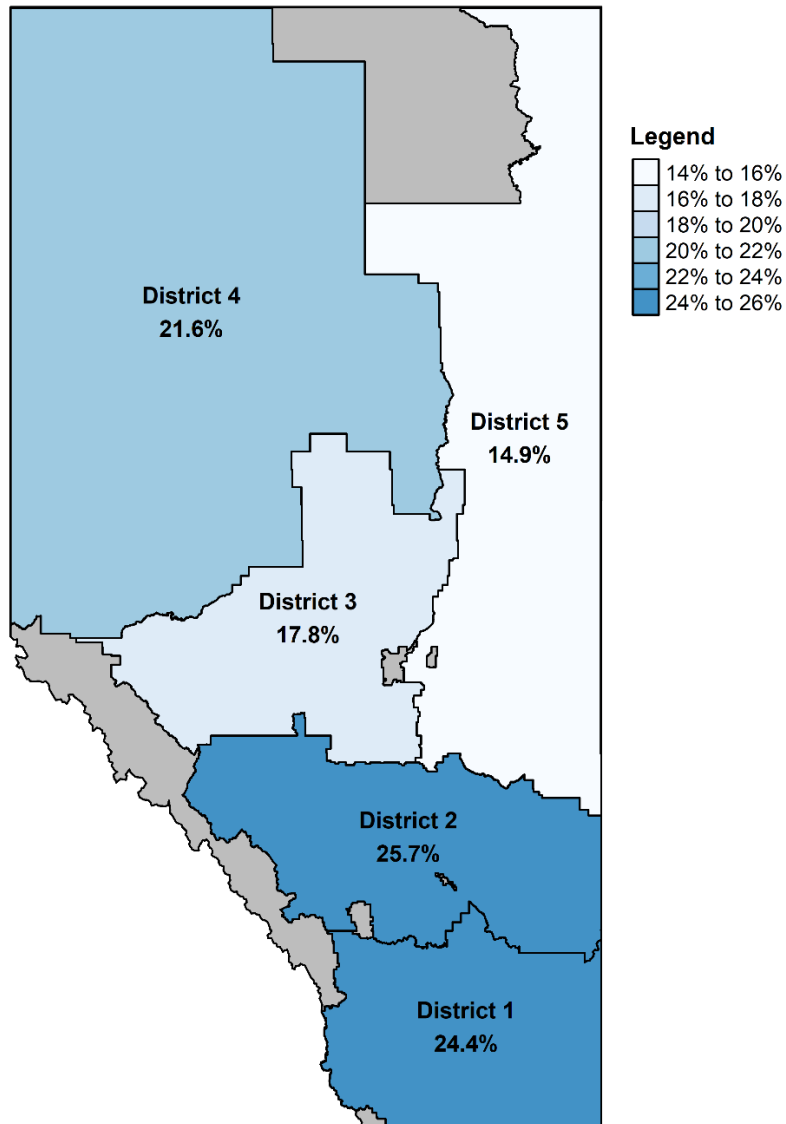 Legend
14% to 16%
16% to 18%
18% to 20%
20% to 22%
22% to 24%
24% to 26%
District 4
21.6%
District 5
14.9%
District 3
17.8%
District 2
25.7%
District 1
24.4%